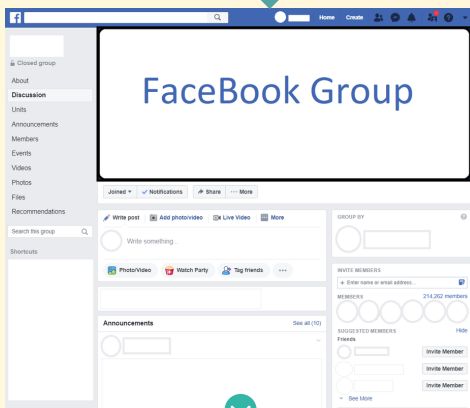 f
Home Create
Closed group
About
Discussion
Units
Announcements
Members
Events
Videos
Photos
Files
Recommendations
Search this group
Shortcuts
FaceBook Group
Joined Notifications Share More
Write post Add photo/video Live Video More
Write something...
Photo/Video Watch Party Tag friends
Announcements See all (10)
GROUP BY
INVITE MEMBERS
+ Enter name or email address...
MEMBERS 214,262 members
SUGGESTED MEMBERS Hide
Friends
Invite Member
Invite Member
Invite Member
See More